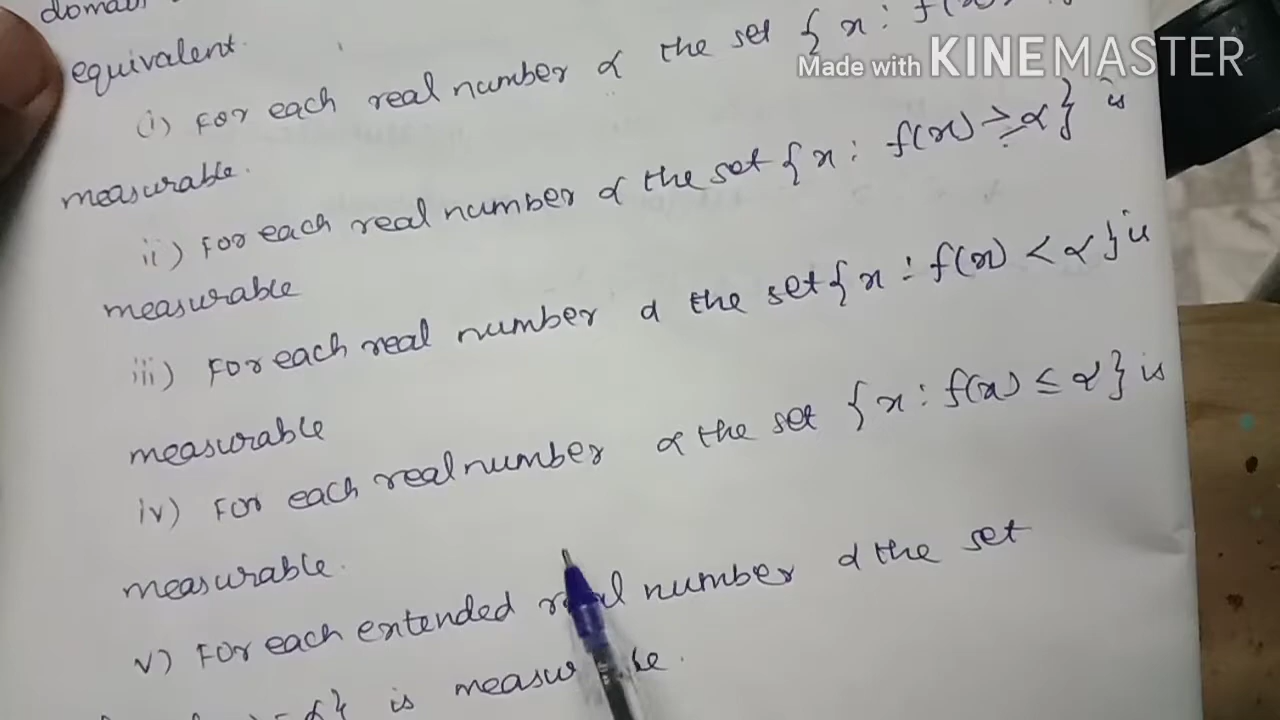 equivalent.
(i) For each real number α the set { x : f(x)
Made with KINEMASTER
measurable.
ii) For each real number α the set { x : f(x) ≥ α } is
measurable
iii) For each real number α the set { x : f(x) < α } is
measurable
iv) For each real number α the set { x : f(x) ≤ α } is
measurable.
v) For each extended real number α the set
= α } is measurable.